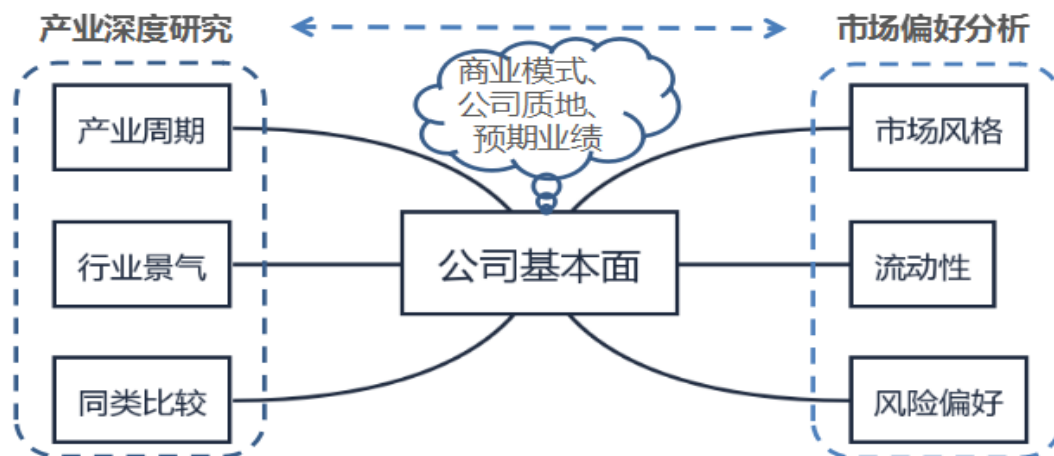 产业深度研究
市场偏好分析
商业模式、
公司质地、
预期业绩
产业周期
行业景气
同类比较
公司基本面
市场风格
流动性
风险偏好